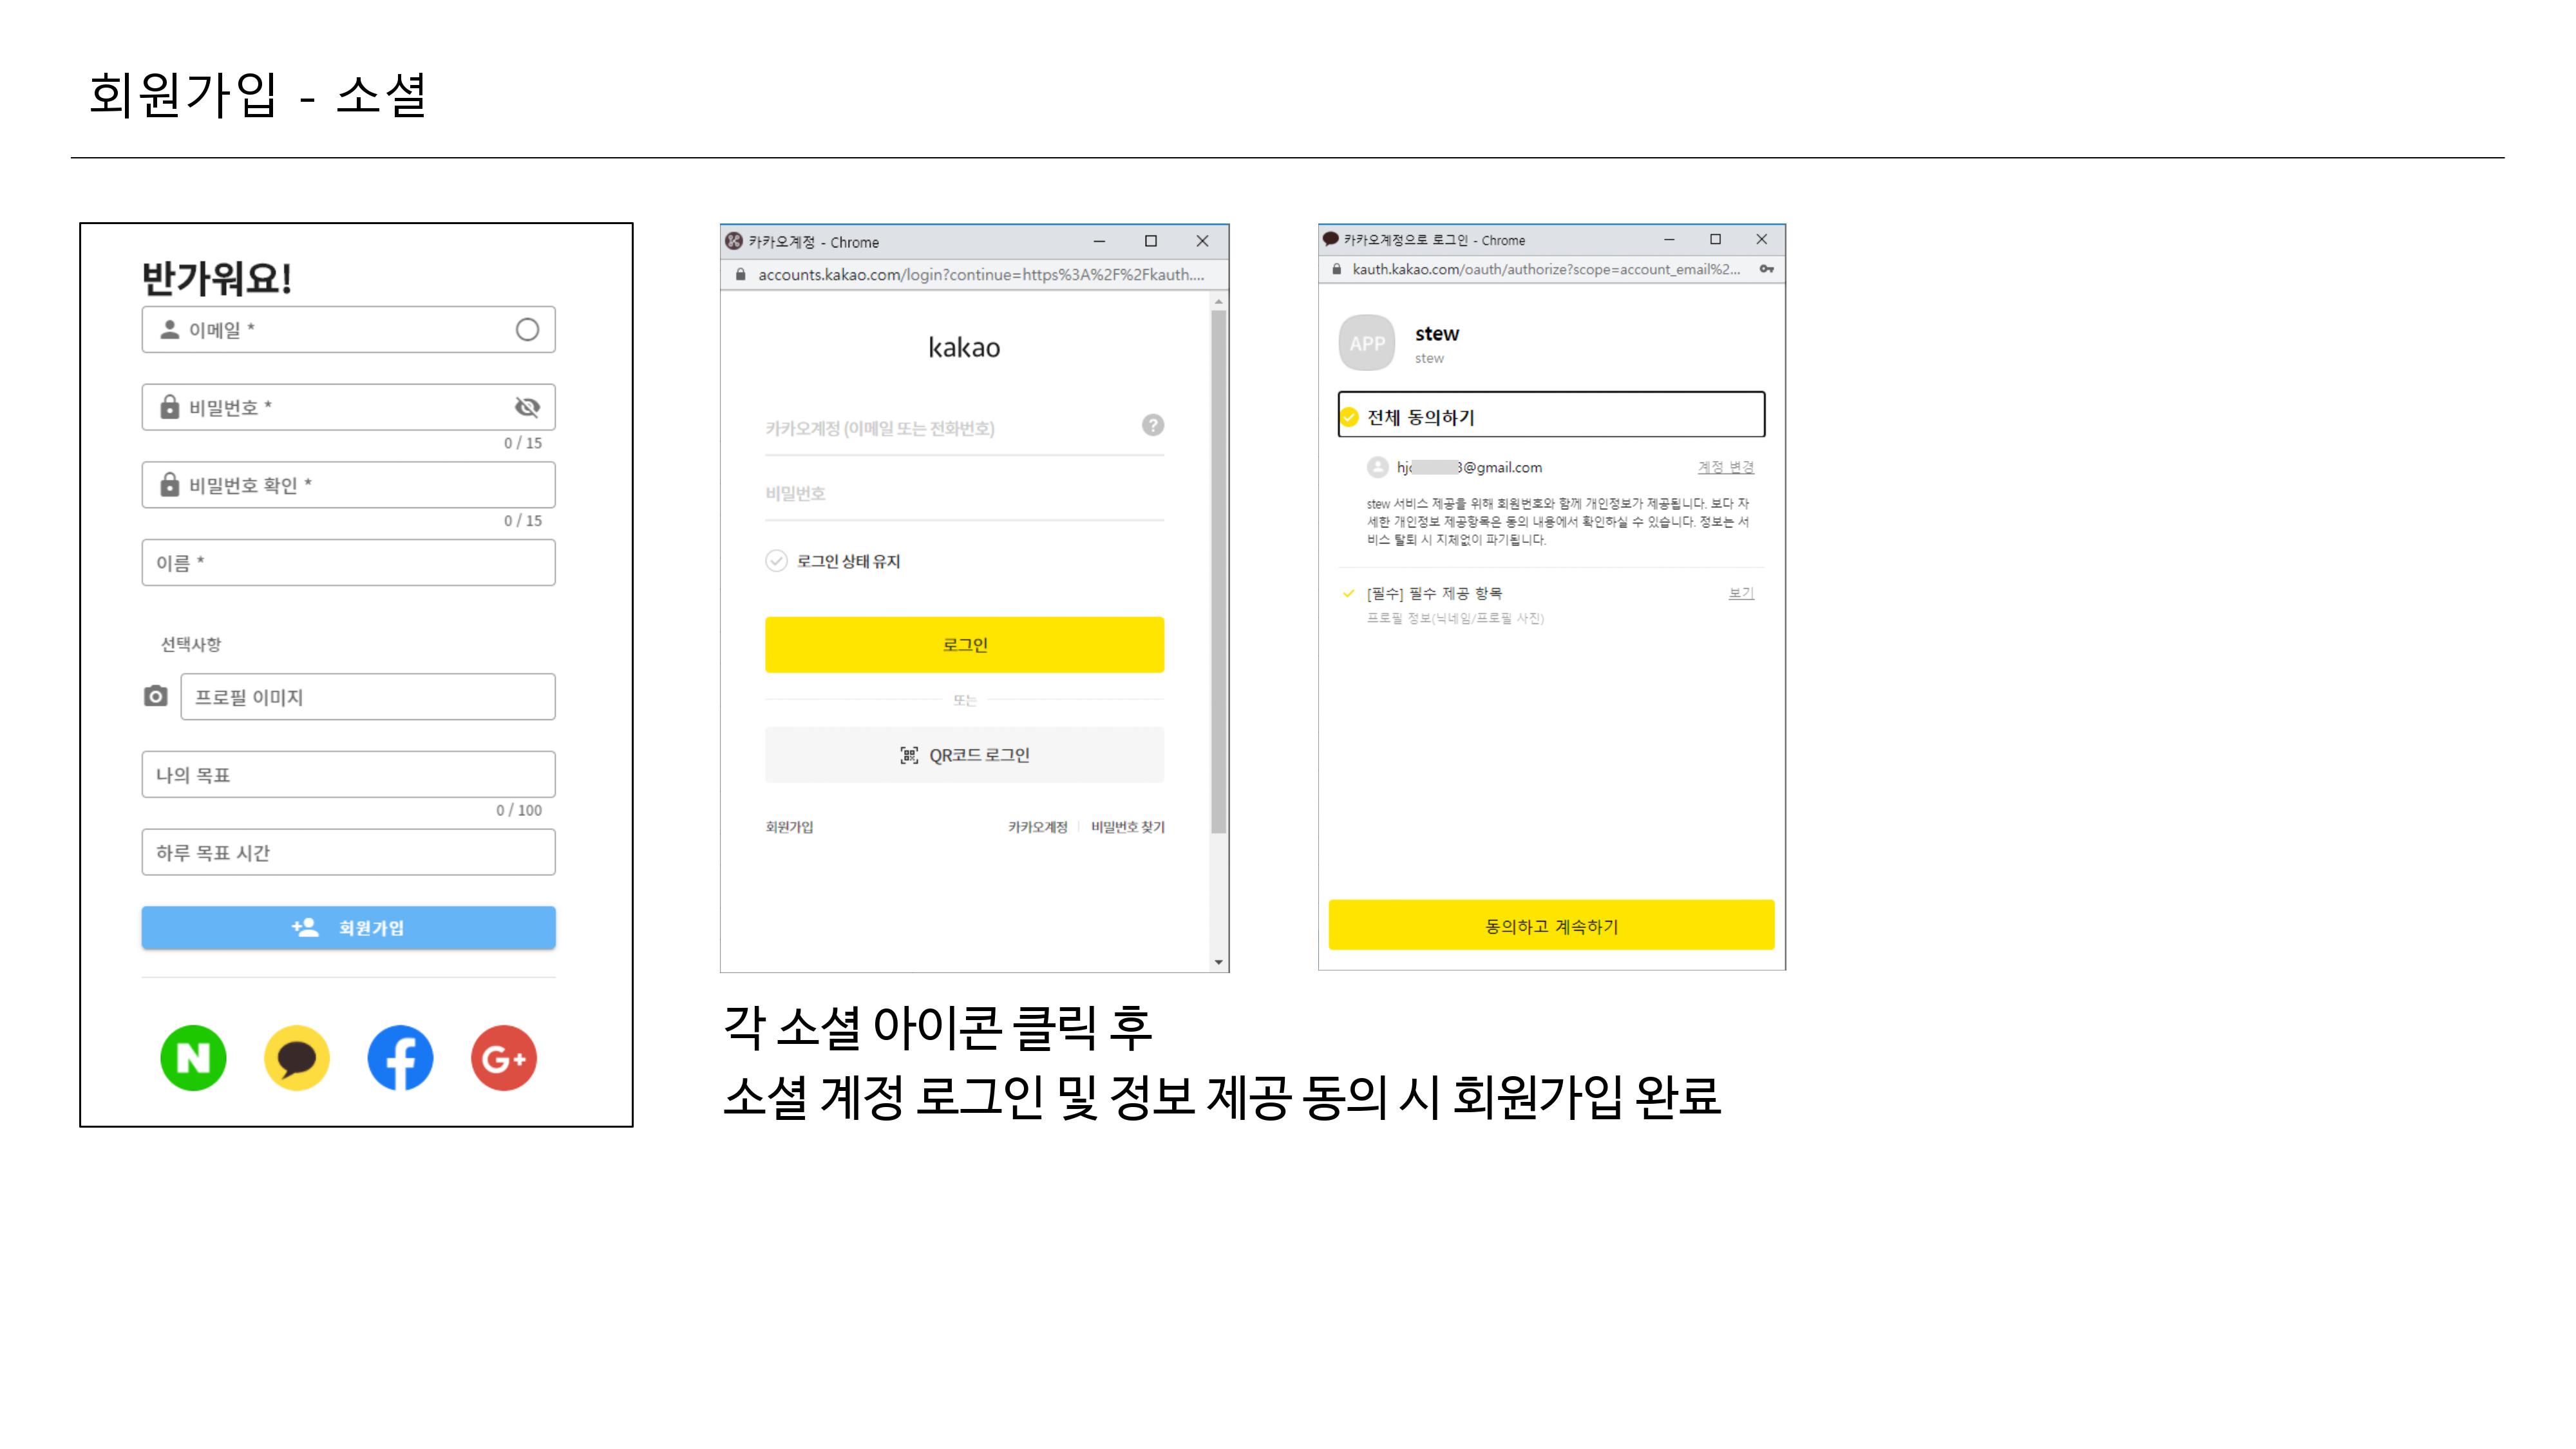 회원가입 - 소셜
반가워요!
이메일 *
비밀번호 *
0 / 15
비밀번호 확인 *
0 / 15
이름 *
선택사항
프로필 이미지
나의 목표
0 / 100
하루 목표 시간
회원가입
N
f
G+
카카오계정 - Chrome
accounts.kakao.com/login?continue=https%3A%2F%2Fkauth....
kakao
카카오계정 (이메일 또는 전화번호)
?
비밀번호
로그인 상태 유지
로그인
또는
QR코드 로그인
회원가입
카카오계정 | 비밀번호 찾기
카카오계정으로 로그인 - Chrome
kauth.kakao.com/oauth/authorize?scope=account_email%2...
APP
stew
stew
전체 동의하기
hj 3@gmail.com
계정 변경
stew 서비스 제공을 위해 회원번호와 함께 개인정보가 제공됩니다. 보다 자
세한 개인정보 제공항목은 동의 내용에서 확인하실 수 있습니다. 정보는 서
비스 탈퇴 시 지체없이 파기됩니다.
[필수] 필수 제공 항목
보기
프로필 정보(닉네임/프로필 사진)
동의하고 계속하기
각 소셜 아이콘 클릭 후
소셜 계정 로그인 및 정보 제공 동의 시 회원가입 완료